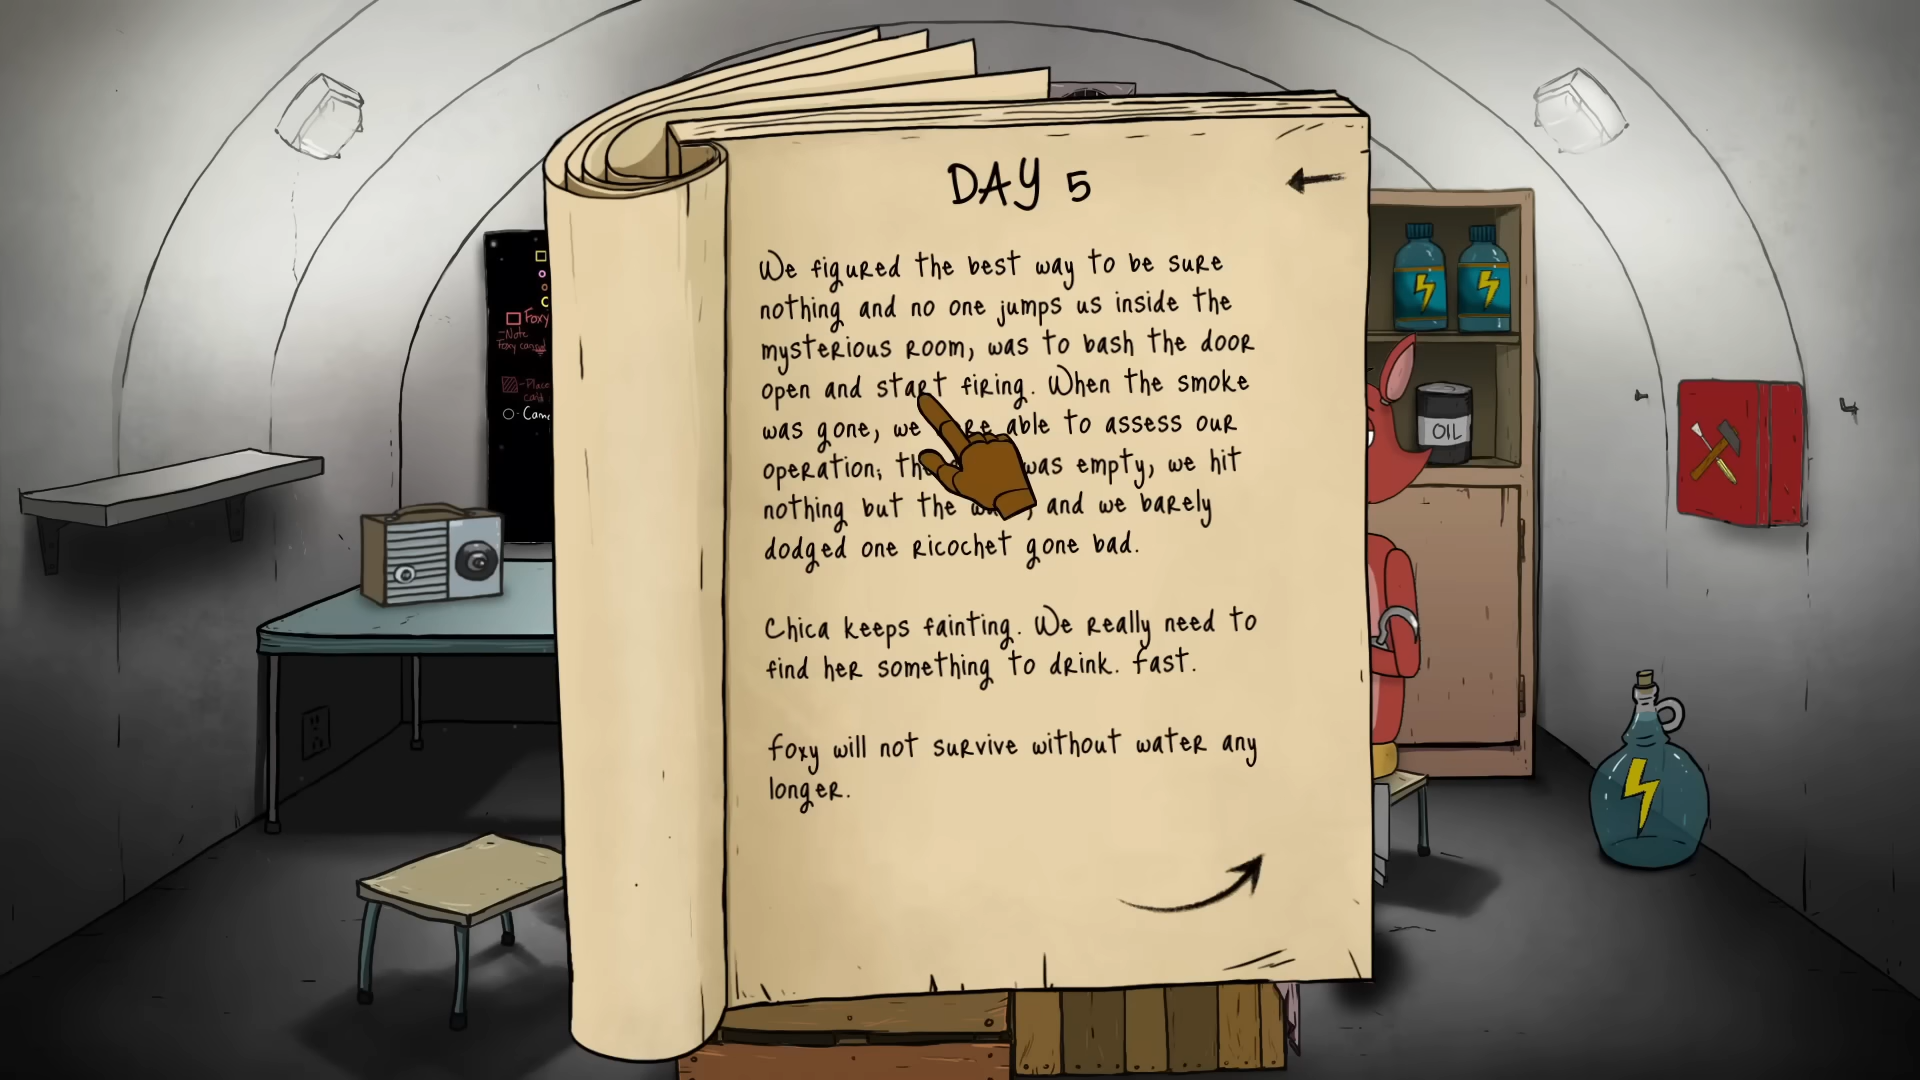 DAY 5
We figured the best way to be sure
nothing and no one jumps us inside the
mysterious room, was to bash the door
open and start firing. When the smoke
was gone, we able to assess our
operation; was empty, we hit
nothing but the and we barely
dodged one ricochet gone bad.
Chica keeps fainting. We really need to
find her something to drink. Fast.
Foxy will not survive without water any
longer.
Foxy
-Note
Foxy
-Place
OIL